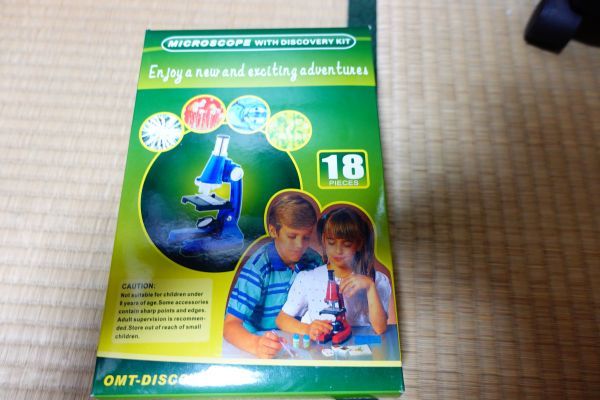 MICROSCOPE WITH DISCOVERY KIT
Enjoy a new and exciting adventures
18
PIECES
CAUTION:
Not suitable for children under
8 years of age.Some accessories
contain sharp points and edges.
Adult supervision is recommen-
ded.Store out of reach of small
children.